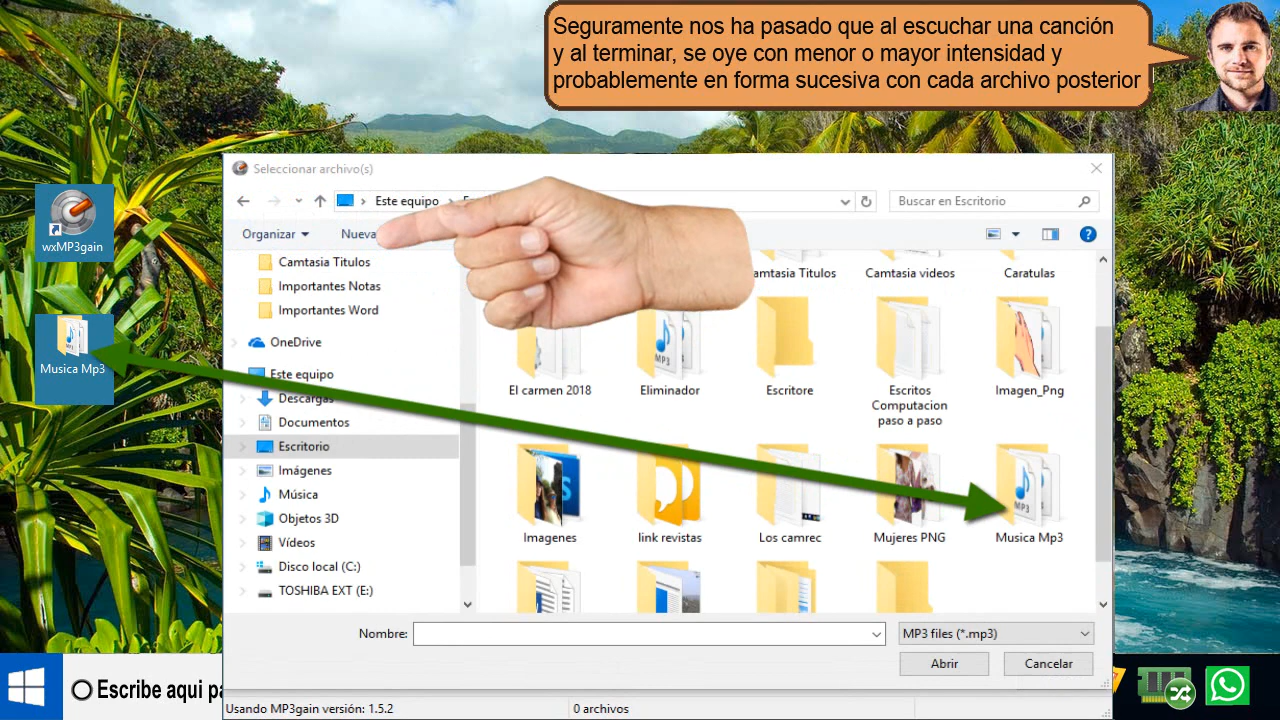 Seguramente nos ha pasado que al escuchar una canción
y al terminar, se oye con menor o mayor intensidad y
probablemente en forma sucesiva con cada archivo posterior
Seleccionar archivo(s)
Este equipo
Buscar en Escritorio
Organizar
Nueva
wxMP3gain
Musica Mp3
Camtasia Titulos
Importantes Notas
Importantes Word
OneDrive
Este equipo
Descargas
Documentos
Escritorio
Imágenes
Música
Objetos 3D
Vídeos
Disco local (C:)
TOSHIBA EXT (E:)
amtasia Titulos
Camtasia videos
Caratulas
MP3
El carmen 2018
Eliminador
Escritore
Escritos
Computacion
paso a paso
Imagen_Png
MP3
Imagenes
link revistas
Los camrec
Mujeres PNG
Musica Mp3
Nombre:
MP3 files (*.mp3)
Abrir
Cancelar
Escribe aqui pa
Usando MP3gain versión: 1.5.2
0 archivos